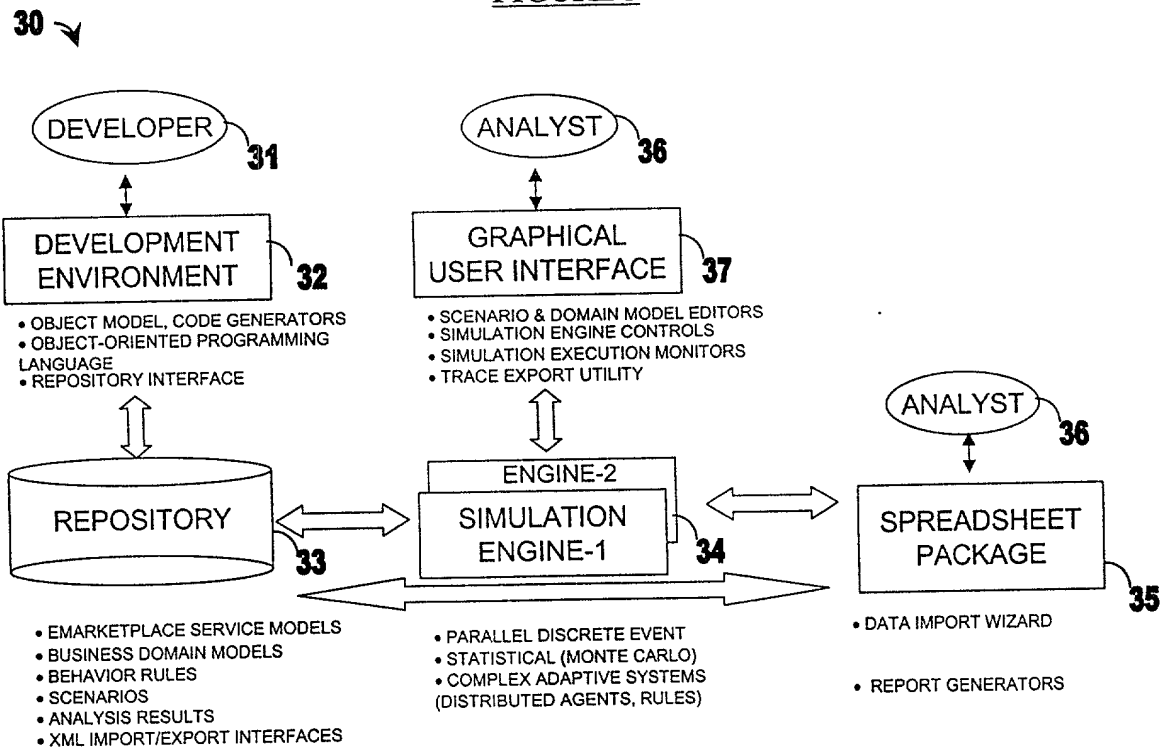 30
DEVELOPER
31
ANALYST
36
DEVELOPMENT
ENVIRONMENT
32
GRAPHICAL
USER INTERFACE
37
• OBJECT MODEL, CODE GENERATORS
• OBJECT-ORIENTED PROGRAMMING
LANGUAGE
• REPOSITORY INTERFACE
• SCENARIO & DOMAIN MODEL EDITORS
• SIMULATION ENGINE CONTROLS
• SIMULATION EXECUTION MONITORS
• TRACE EXPORT UTILITY
ANALYST
36
REPOSITORY
33
ENGINE-2
SIMULATION
ENGINE-1
34
SPREADSHEET
PACKAGE
35
• EMARKETPLACE SERVICE MODELS
• BUSINESS DOMAIN MODELS
• BEHAVIOR RULES
• SCENARIOS
• ANALYSIS RESULTS
• XML IMPORT/EXPORT INTERFACES
• PARALLEL DISCRETE EVENT
• STATISTICAL (MONTE CARLO)
• COMPLEX ADAPTIVE SYSTEMS
(DISTRIBUTED AGENTS, RULES)
• DATA IMPORT WIZARD
• REPORT GENERATORS